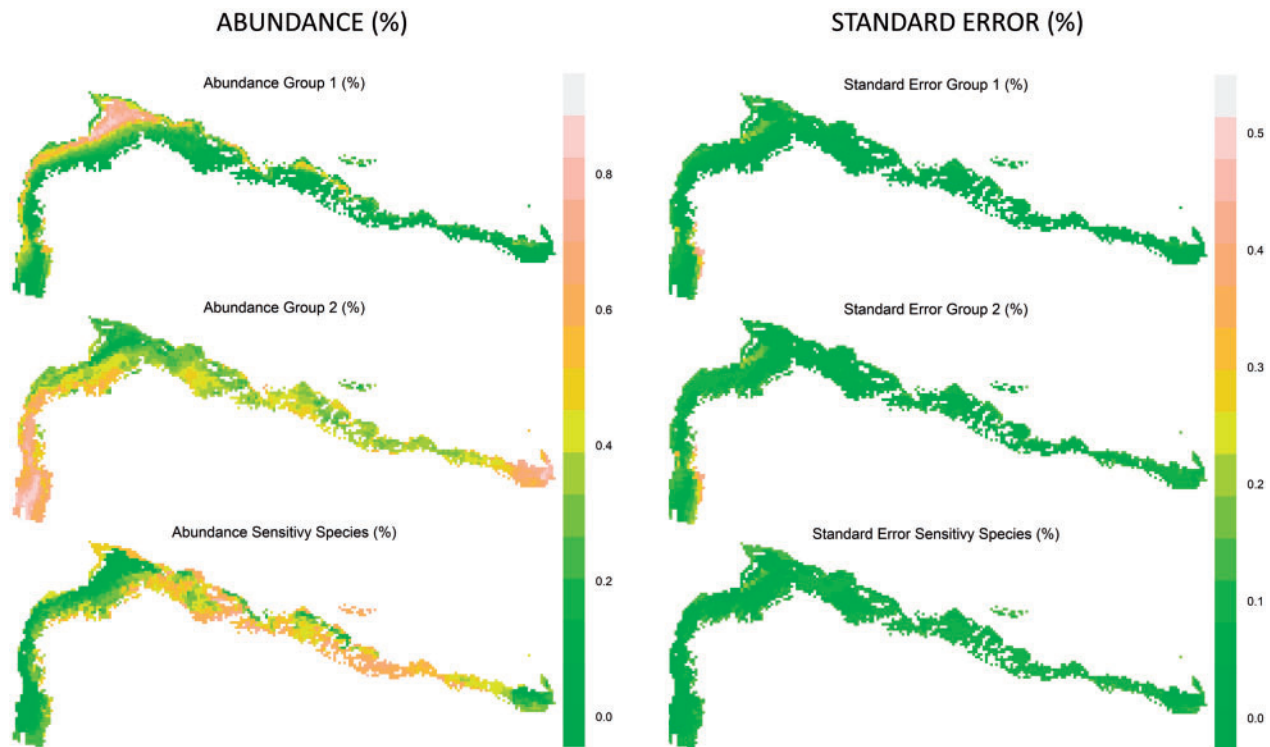 ABUNDANCE (%)
STANDARD ERROR (%)
Abundance Group 1 (%)
Standard Error Group 1 (%)
Abundance Group 2 (%)
Standard Error Group 2 (%)
Abundance Sensitivy Species (%)
Standard Error Sensitivy Species (%)
0.8
0.6
0.4
0.2
0.0
0.5
0.4
0.3
0.2
0.1
0.0